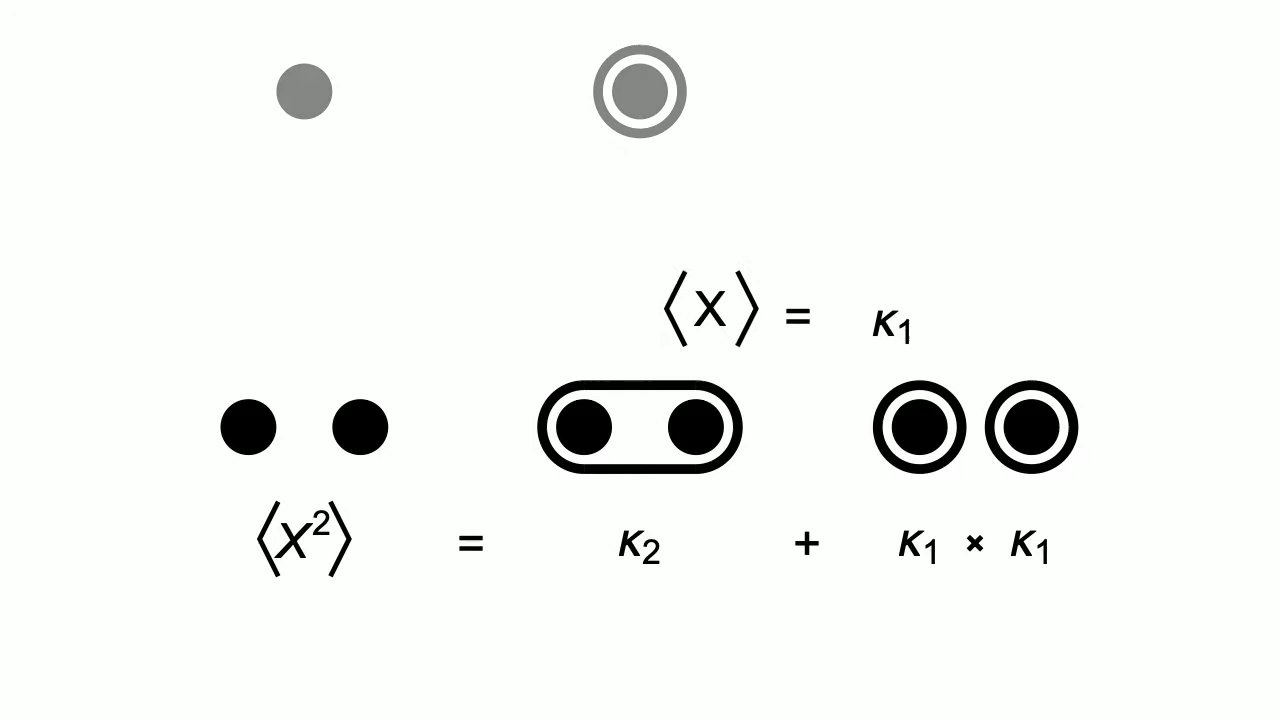 ⟨X⟩ = κ₁
⟨X²⟩ = κ₂ + κ₁ × κ₁